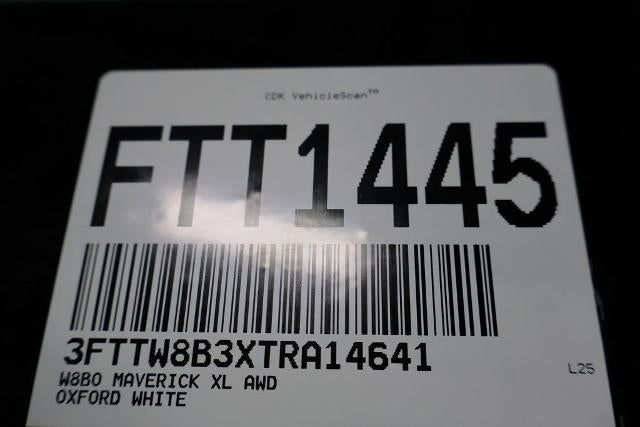 CDK VehicleScan™
FTT1445
3FTTW8B3XTRA14641
L25
W8B0 MAVERICK XL AWD
OXFORD WHITE